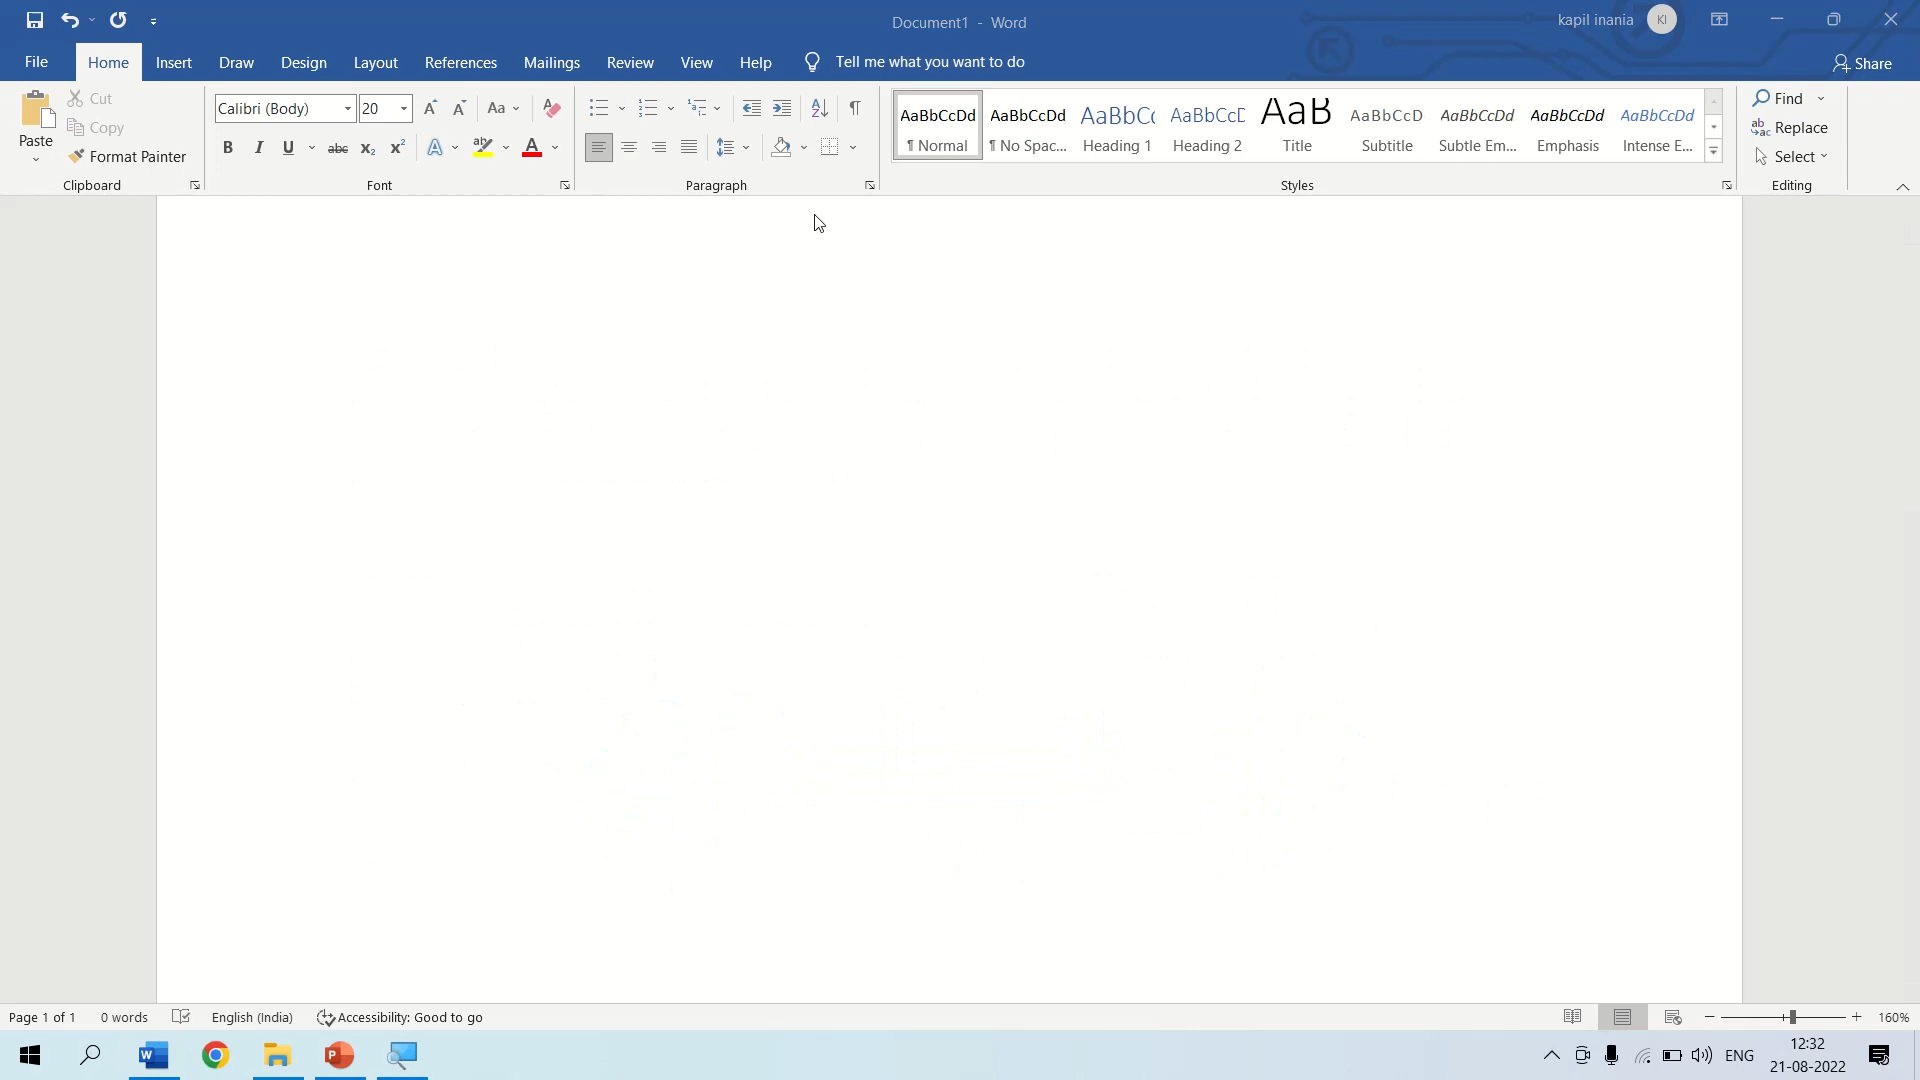 Document1 - Word
kapil inania
KI
File Home Insert Draw Design Layout References Mailings Review View Help Tell me what you want to do Share
Paste
Cut
Copy
Format Painter
Clipboard
Calibri (Body) 20
Font
Paragraph
AaBbCcDd AaBbCcDd AaBbCc AaBbCcD AaB AaBbCcD AaBbCcDd AaBbCcDd AaBbCcDd
¶ Normal ¶ No Spac... Heading 1 Heading 2 Title Subtitle Subtle Em... Emphasis Intense E...
Styles
Find
Replace
Select
Editing
Page 1 of 1 0 words English (India) Accessibility: Good to go 160%
ENG
12:32
21-08-2022